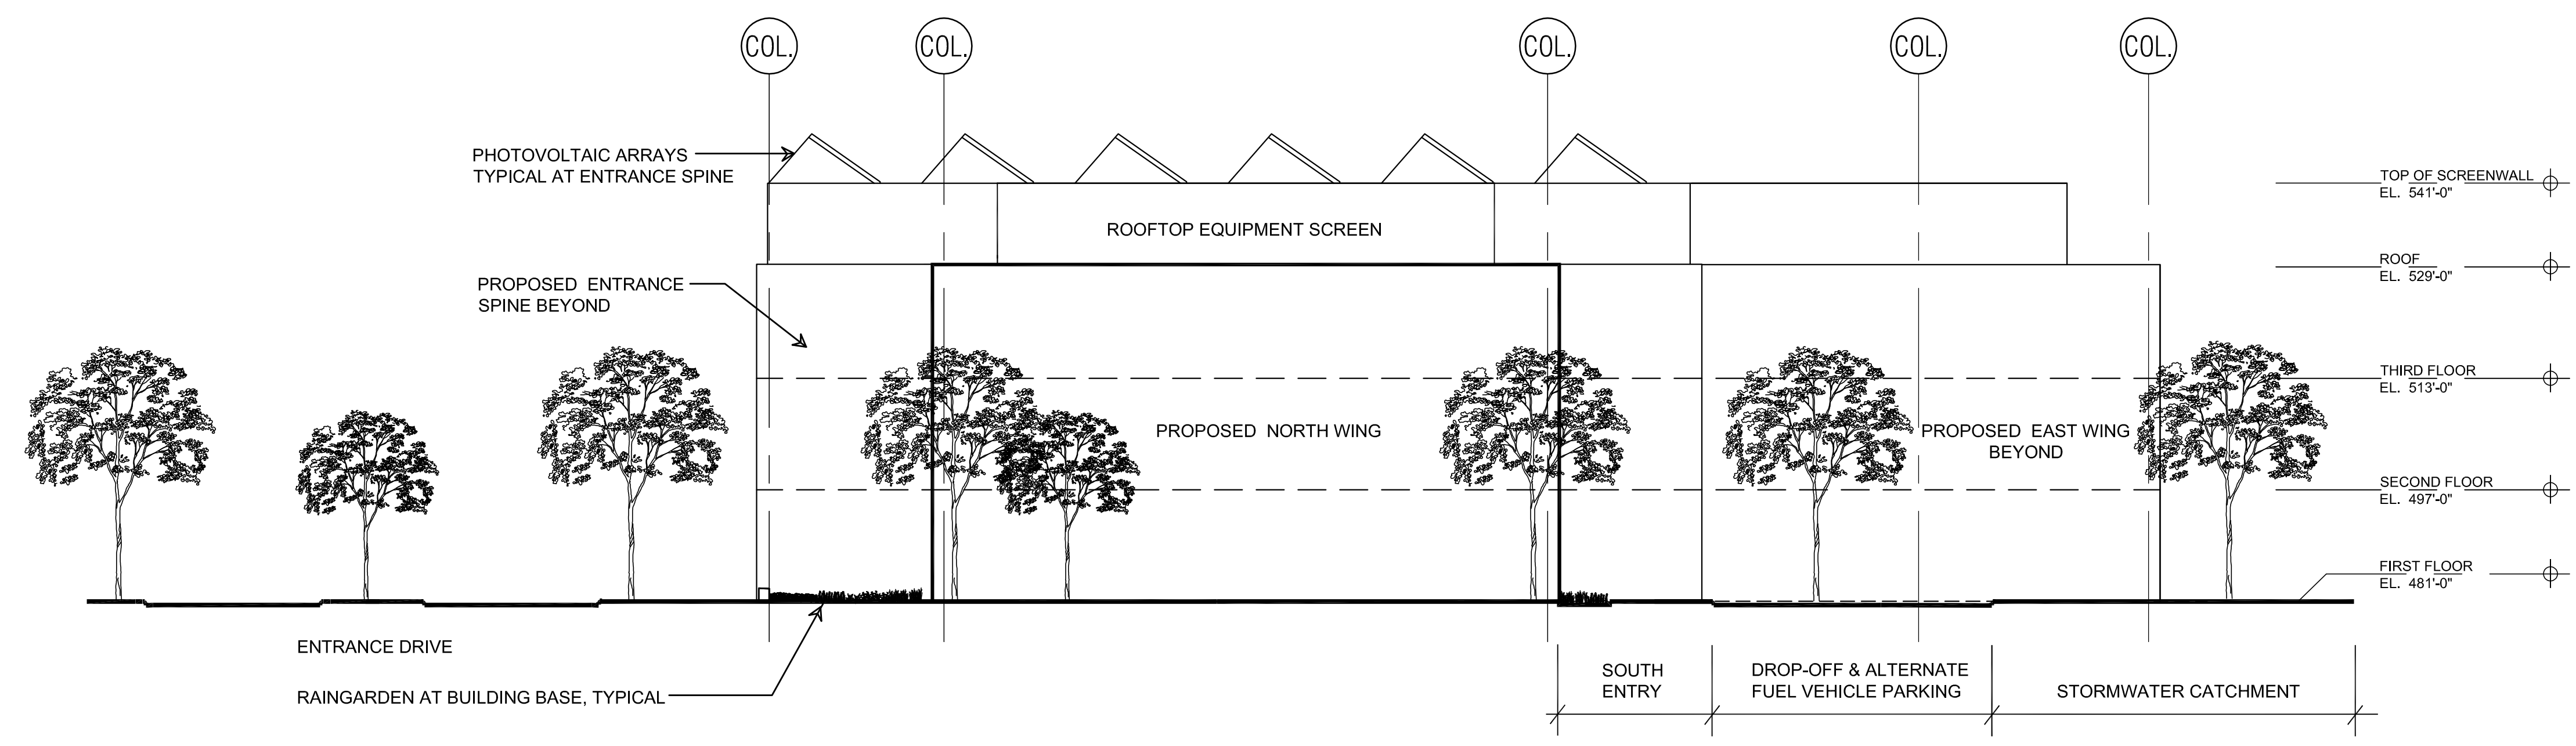 COL.
COL.
COL.
COL.
COL.
PHOTOVOLTAIC ARRAYS
TYPICAL AT ENTRANCE SPINE
TOP OF SCREENWALL
EL. 541'-0"
ROOFTOP EQUIPMENT SCREEN
ROOF
EL. 529'-0"
PROPOSED ENTRANCE
SPINE BEYOND
THIRD FLOOR
EL. 513'-0"
PROPOSED NORTH WING
PROPOSED EAST WING
BEYOND
SECOND FLOOR
EL. 497'-0"
FIRST FLOOR
EL. 481'-0"
ENTRANCE DRIVE
RAINGARDEN AT BUILDING BASE, TYPICAL
SOUTH
ENTRY
DROP-OFF & ALTERNATE
FUEL VEHICLE PARKING
STORMWATER CATCHMENT